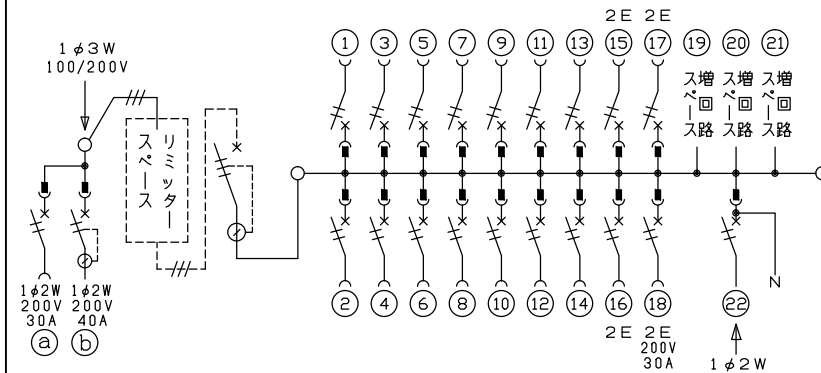 2E 2E
1φ3W
100/200V
1 3 5 7 9 11 13 15 17 19 20 21
増回路
スペース
増回路
スペース
増回路
スペース
リミッター
スペース
N
1φ2W
200V
30A
a
1φ2W
200V
40A
b
2 4 6 8 10 12 14 16 18 22
2E 2E
200V
30A
1φ2W